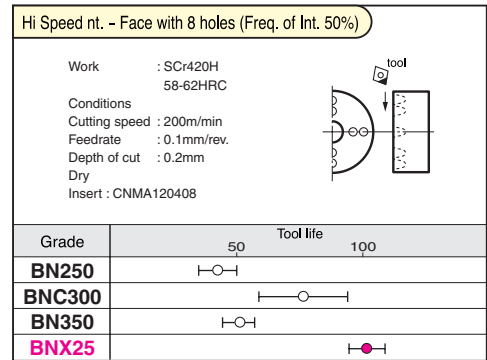 Hi Speed nt. – Face with 8 holes (Freq. of Int. 50%)
Work : SCr420H
58-62HRC
Conditions
Cutting speed : 200m/min
Feedrate : 0.1mm/rev.
Depth of cut : 0.2mm
Dry
Insert : CNMA120408
tool
Grade
Tool life
50 100
BN250
BNC300
BN350
BNX25